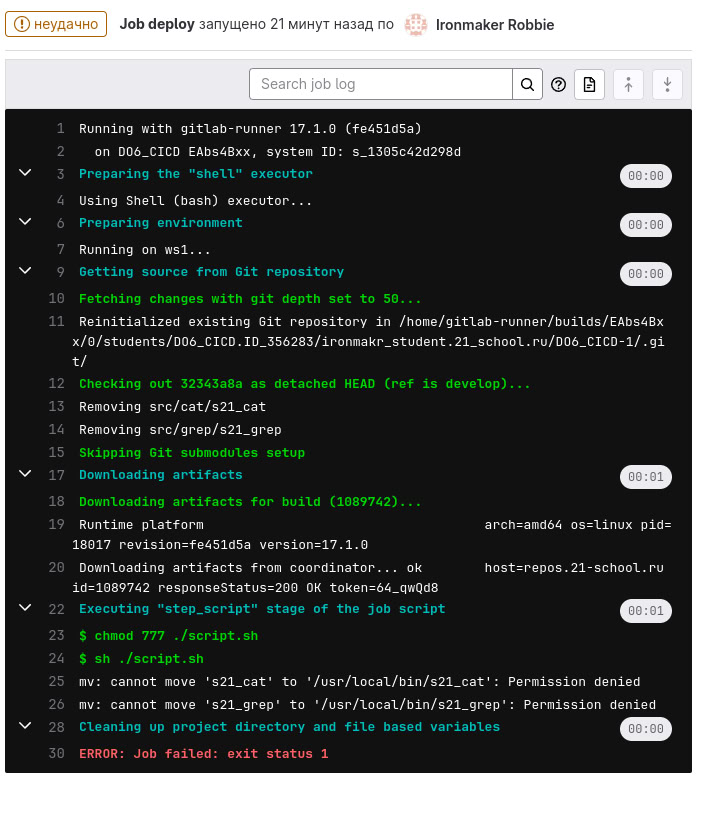 неудачно Job deploy запущено 21 минут назад по Ironmaker Robbie
Search job log
1 Running with gitlab-runner 17.1.0 (fe451d5a)
2 on DO6_CICD EAbs4Bxx, system ID: s_1305c42d298d
3 Preparing the "shell" executor 00:00
4 Using Shell (bash) executor...
6 Preparing environment 00:00
7 Running on ws1...
9 Getting source from Git repository 00:00
10 Fetching changes with git depth set to 50...
11 Reinitialized existing Git repository in /home/gitlab-runner/builds/EAbs4Bx
x/0/students/DO6_CICD.ID_356283/ironmakr_student.21_school.ru/DO6_CICD-1/.gi
t/
12 Checking out 32343a8a as detached HEAD (ref is develop)...
13 Removing src/cat/s21_cat
14 Removing src/grep/s21_grep
15 Skipping Git submodules setup
17 Downloading artifacts 00:01
18 Downloading artifacts for build (1089742)...
19 Runtime platform arch=amd64 os=linux pid=
18017 revision=fe451d5a version=17.1.0
20 Downloading artifacts from coordinator... ok host=repos.21-school.ru
id=1089742 responseStatus=200 OK token=64_qwQd8
22 Executing "step_script" stage of the job script 00:01
23 $ chmod 777 ./script.sh
24 $ sh ./script.sh
25 mv: cannot move 's21_cat' to '/usr/local/bin/s21_cat': Permission denied
26 mv: cannot move 's21_grep' to '/usr/local/bin/s21_grep': Permission denied
28 Cleaning up project directory and file based variables 00:00
30 ERROR: Job failed: exit status 1